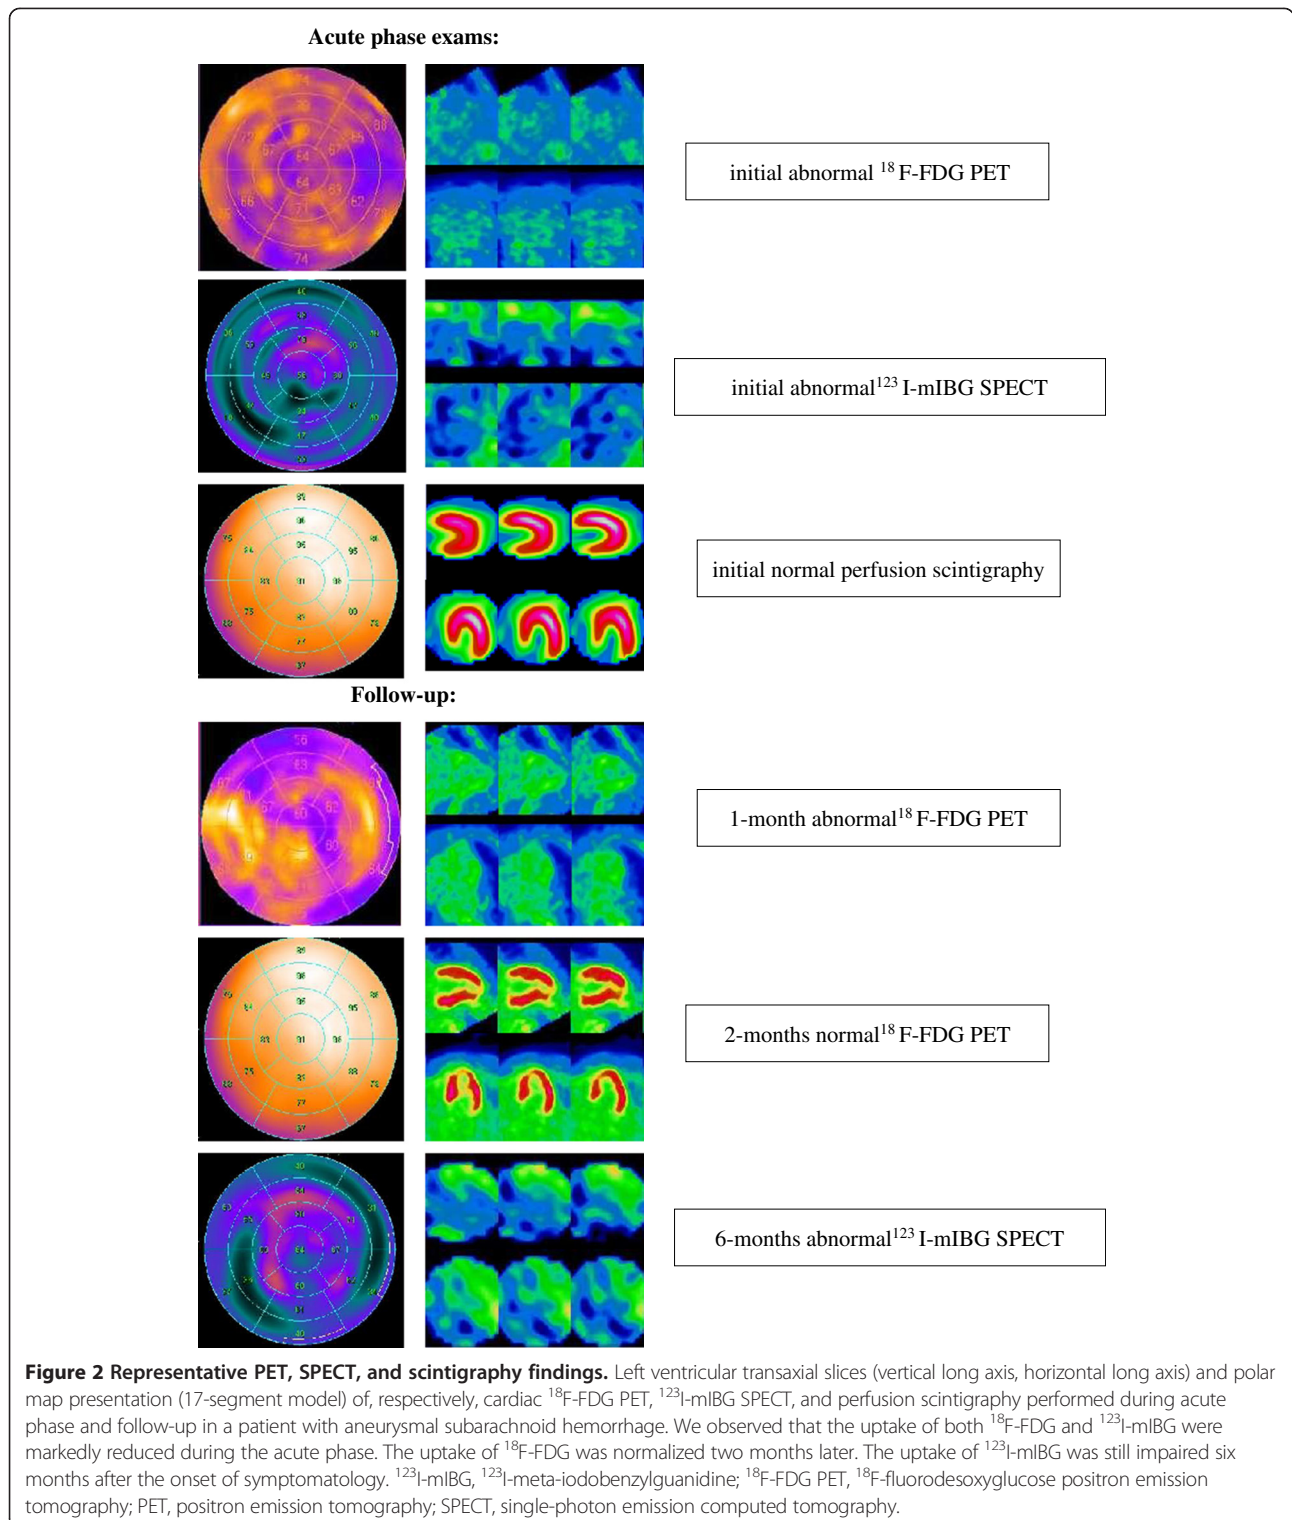 Acute phase exams:
initial abnormal ¹⁸F-FDG PET
initial abnormal¹²³I-mIBG SPECT
initial normal perfusion scintigraphy
Follow-up:
1-month abnormal¹⁸F-FDG PET
2-months normal¹⁸F-FDG PET
6-months abnormal¹²³I-mIBG SPECT
Figure 2 Representative PET, SPECT, and scintigraphy findings. Left ventricular transaxial slices (vertical long axis, horizontal long axis) and polar
map presentation (17-segment model) of, respectively, cardiac ¹⁸F-FDG PET, ¹²³I-mIBG SPECT, and perfusion scintigraphy performed during acute
phase and follow-up in a patient with aneurysmal subarachnoid hemorrhage. We observed that the uptake of both ¹⁸F-FDG and ¹²³I-mIBG were
markedly reduced during the acute phase. The uptake of ¹⁸F-FDG was normalized two months later. The uptake of ¹²³I-mIBG was still impaired six
months after the onset of symptomatology. ¹²³I-mIBG, ¹²³I-meta-iodobenzylguanidine; ¹⁸F-FDG PET, ¹⁸F-fluorodesoxyglucose positron emission
tomography; PET, positron emission tomography; SPECT, single-photon emission computed tomography.